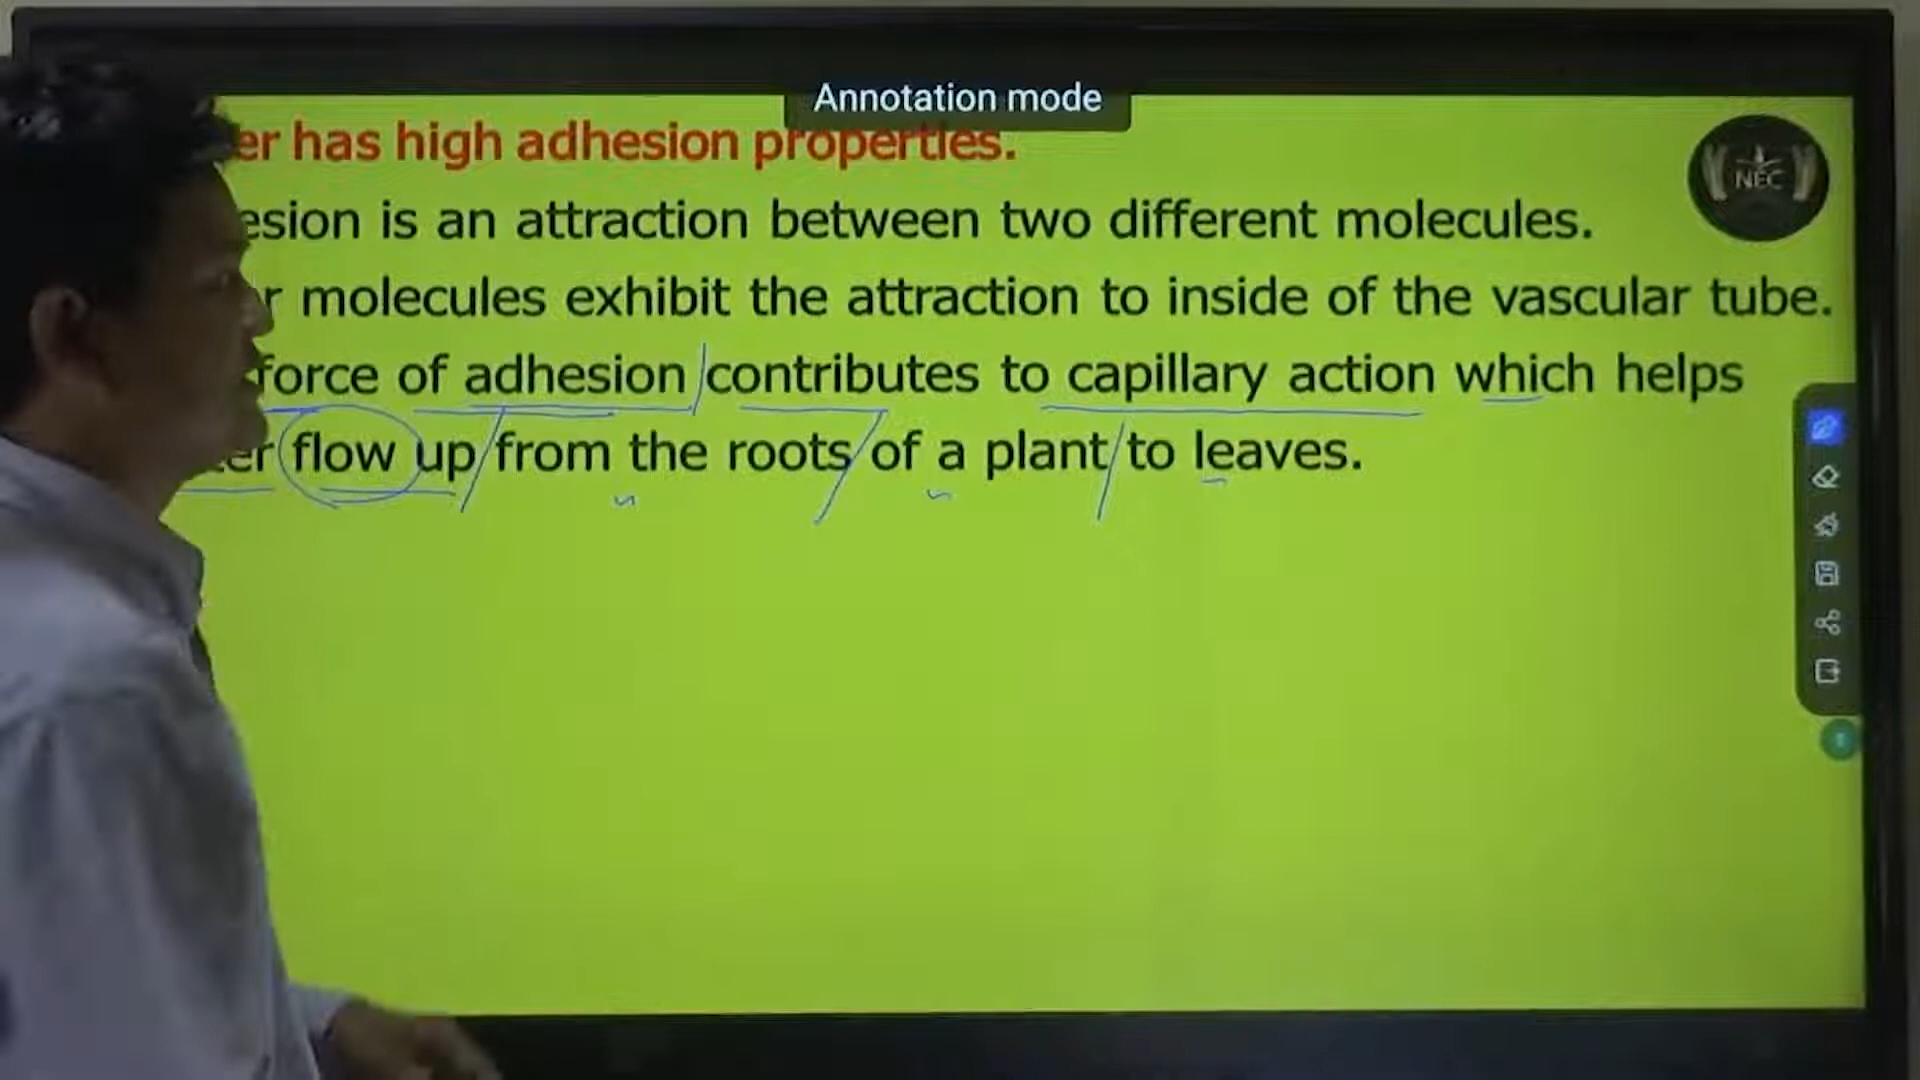 Annotation mode
er has high adhesion properties.
esion is an attraction between two different molecules.
r molecules exhibit the attraction to inside of the vascular tube.
force of adhesion contributes to capillary action which helps
er flow up from the roots of a plant to leaves.
NEC